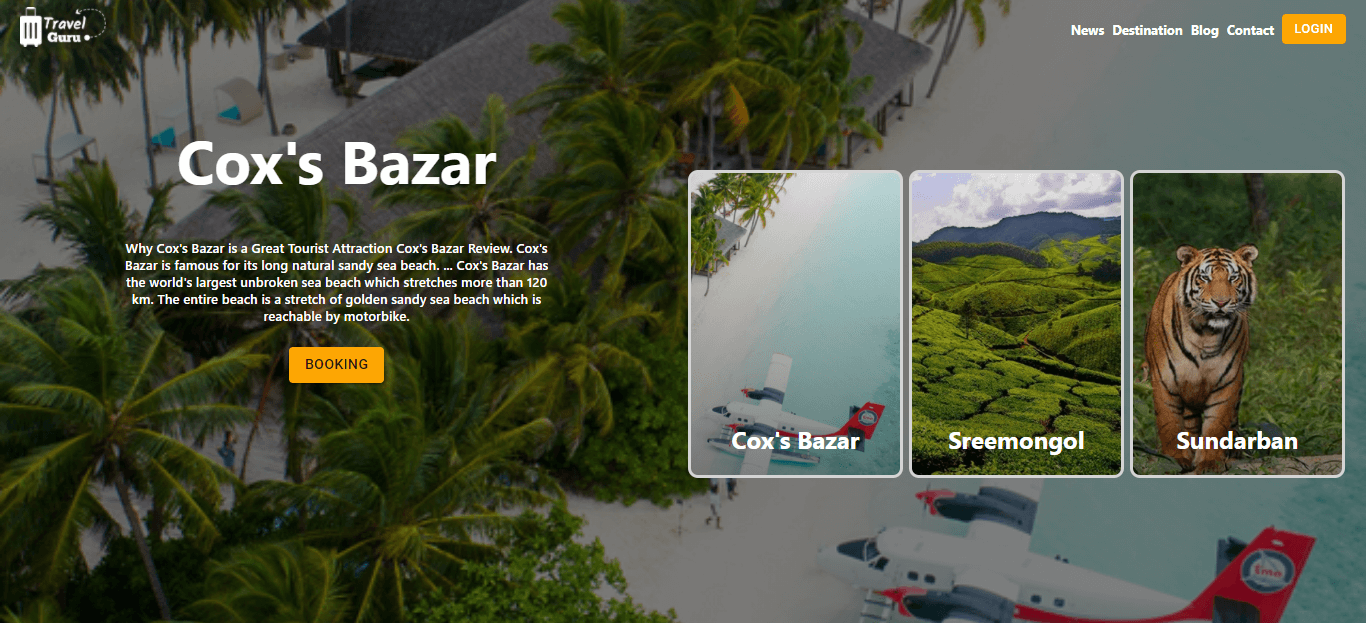 Travel
Guru
News Destination Blog Contact LOGIN
Cox's Bazar
Why Cox's Bazar is a Great Tourist Attraction Cox's Bazar Review. Cox's
Bazar is famous for its long natural sandy sea beach. ... Cox's Bazar has
the world's largest unbroken sea beach which stretches more than 120
km. The entire beach is a stretch of golden sandy sea beach which is
reachable by motorbike.
BOOKING
Cox's Bazar
Sreemongol
Sundarban